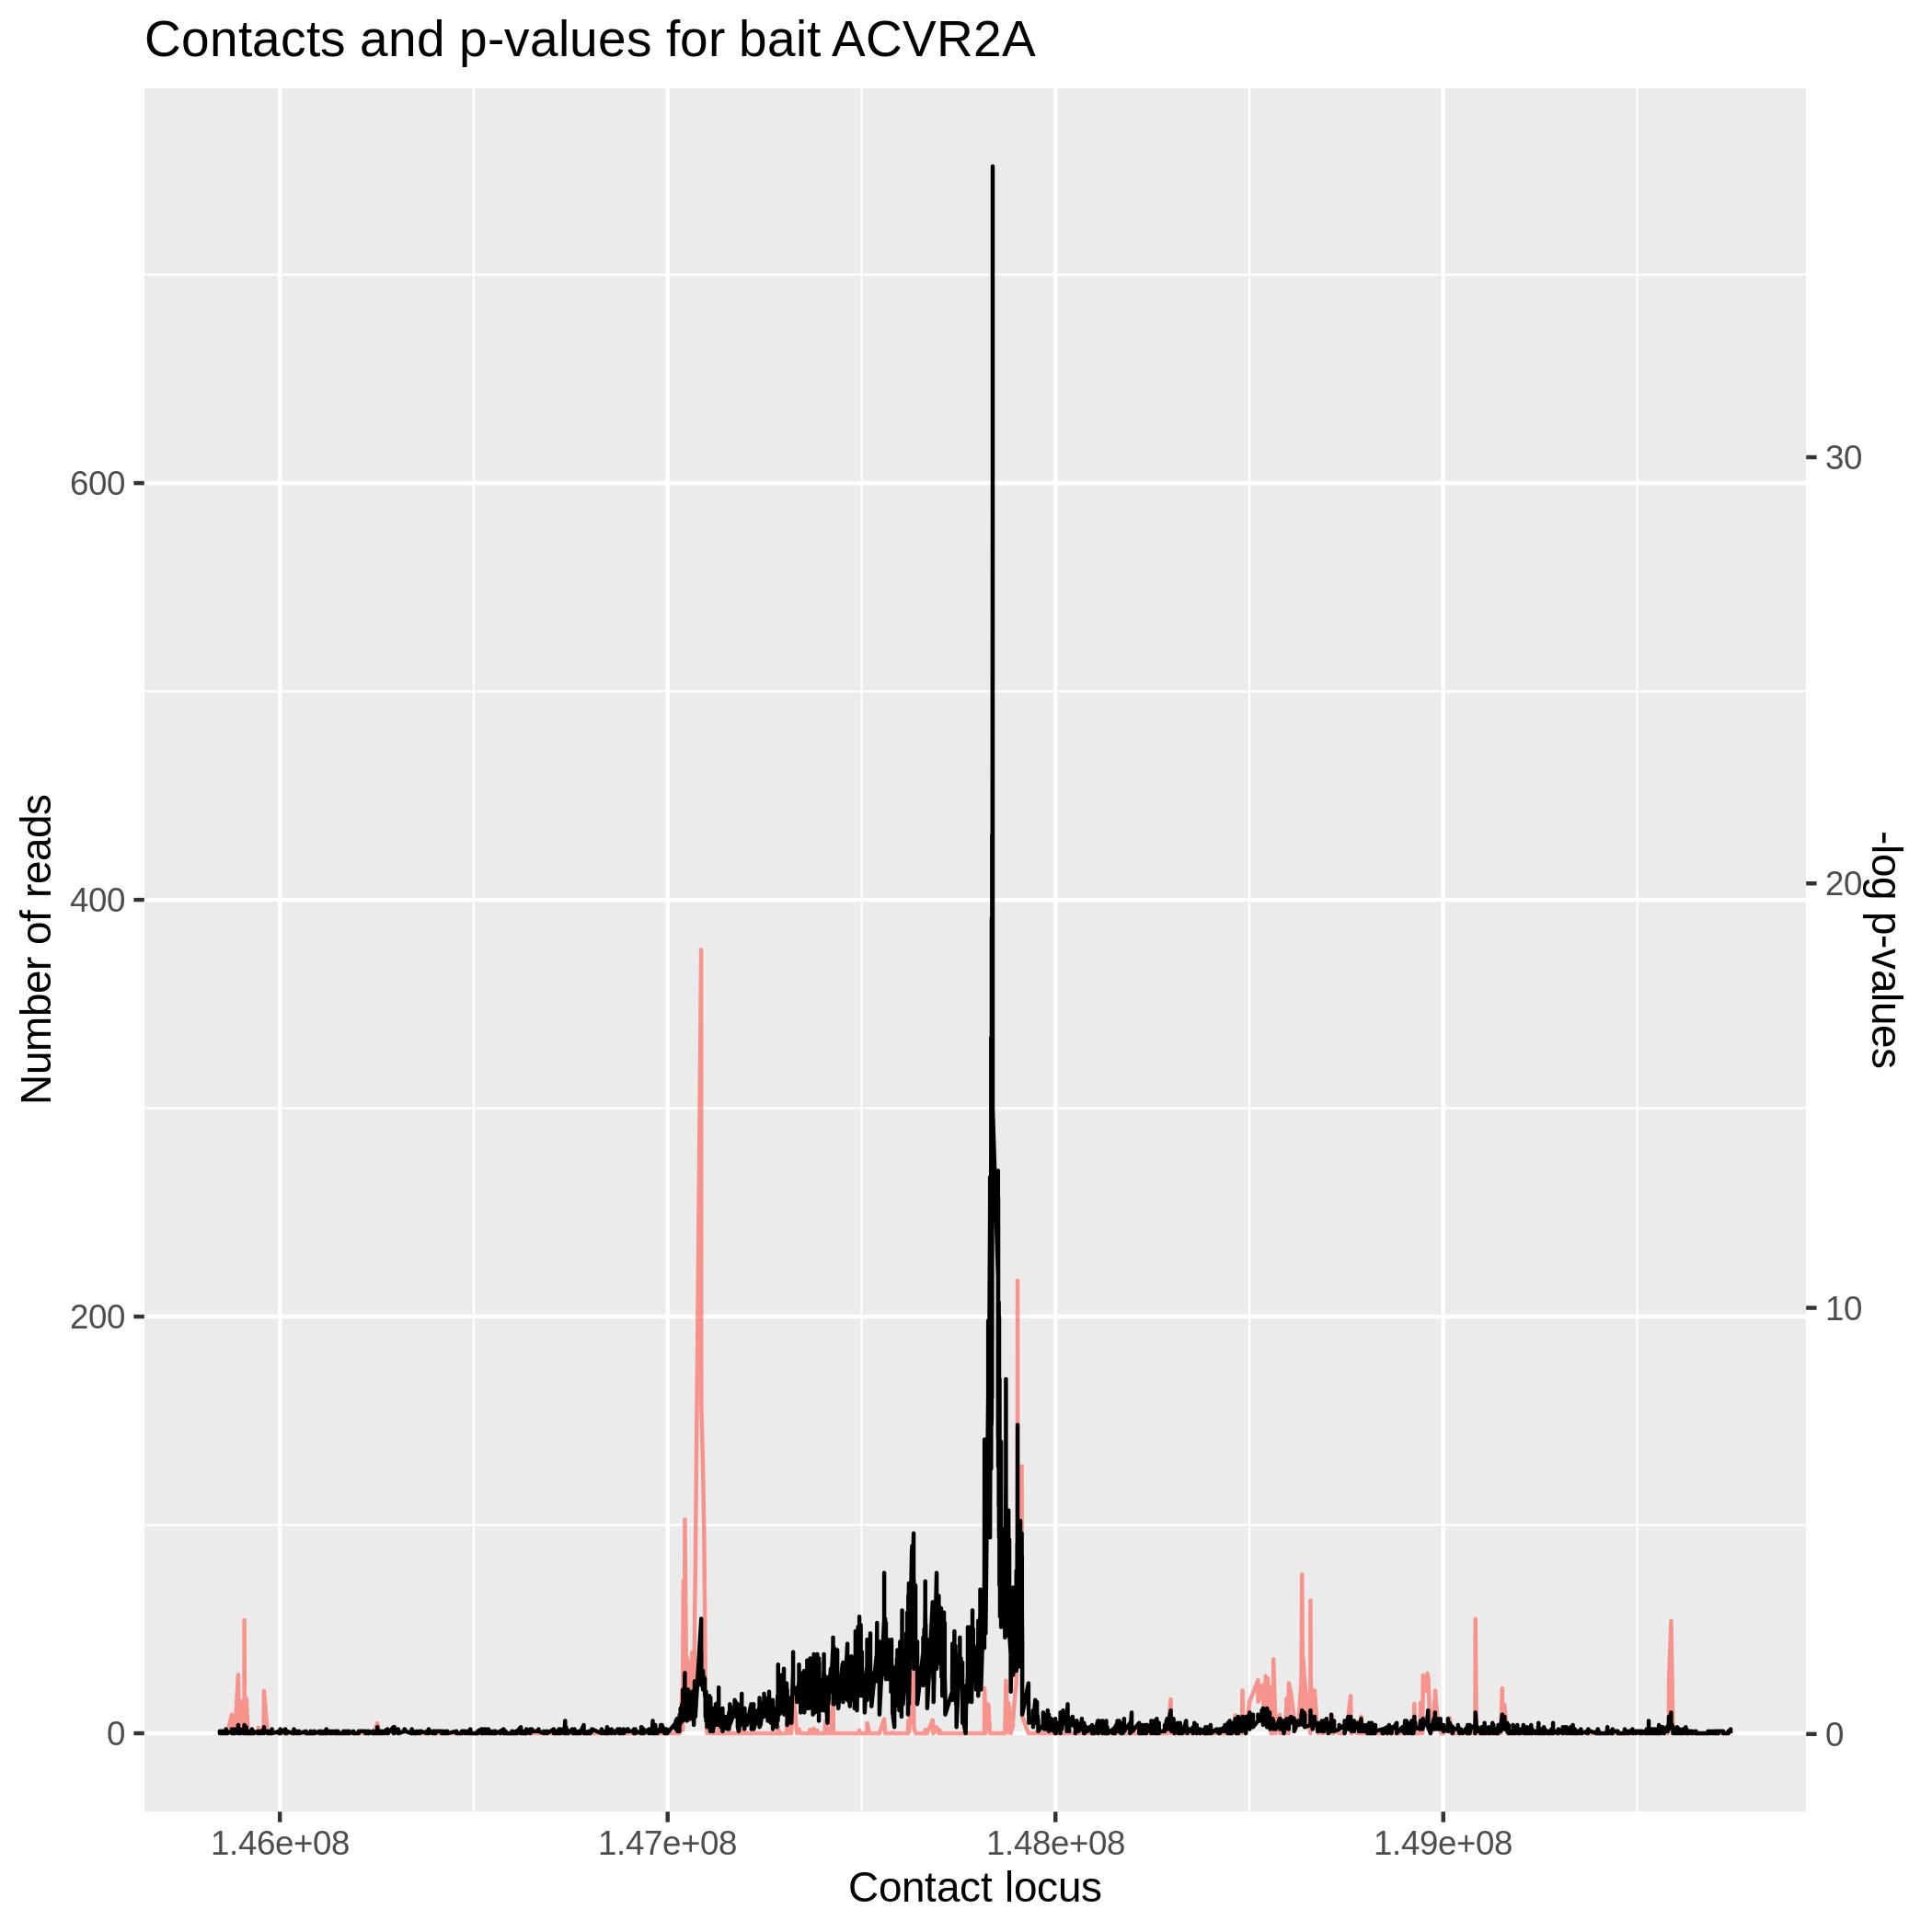 Contacts and p-values for bait ACVR2A
Number of reads
600
400
200
0
30
20
10
0
-log p-values
1.46e+08
1.47e+08
1.48e+08
1.49e+08
Contact locus